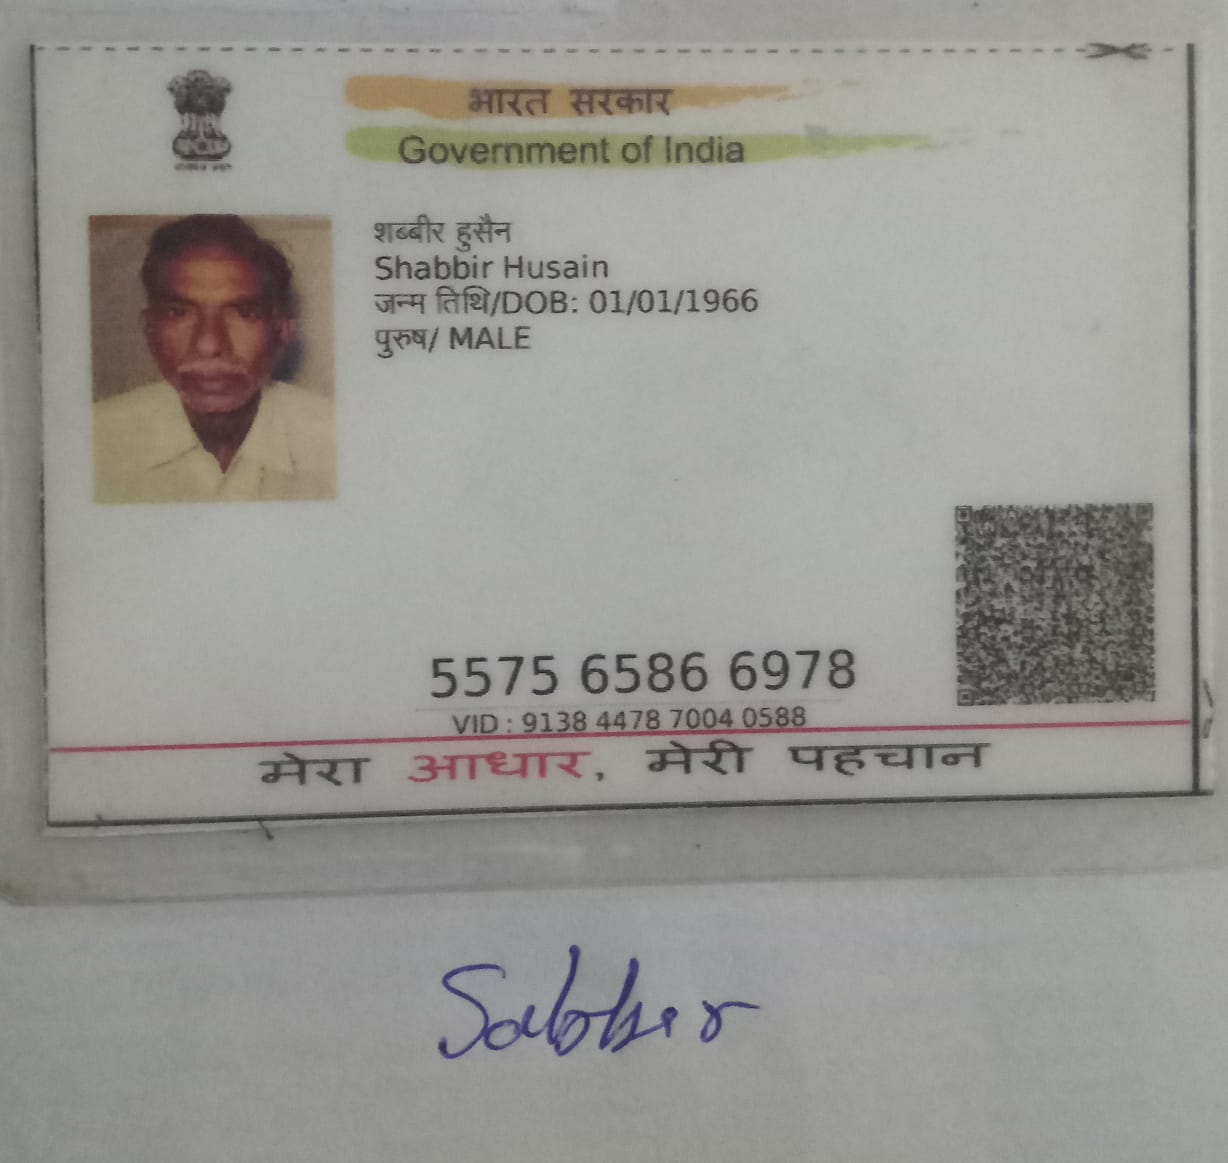 भारत सरकार
Government of India
शब्बीर हुसैन
Shabbir Husain
जन्म तिथि/DOB: 01/01/1966
पुरुष/ MALE
5575 6586 6978
VID : 9138 4478 7004 0588
मेरा आधार, मेरी पहचान
Sabbir